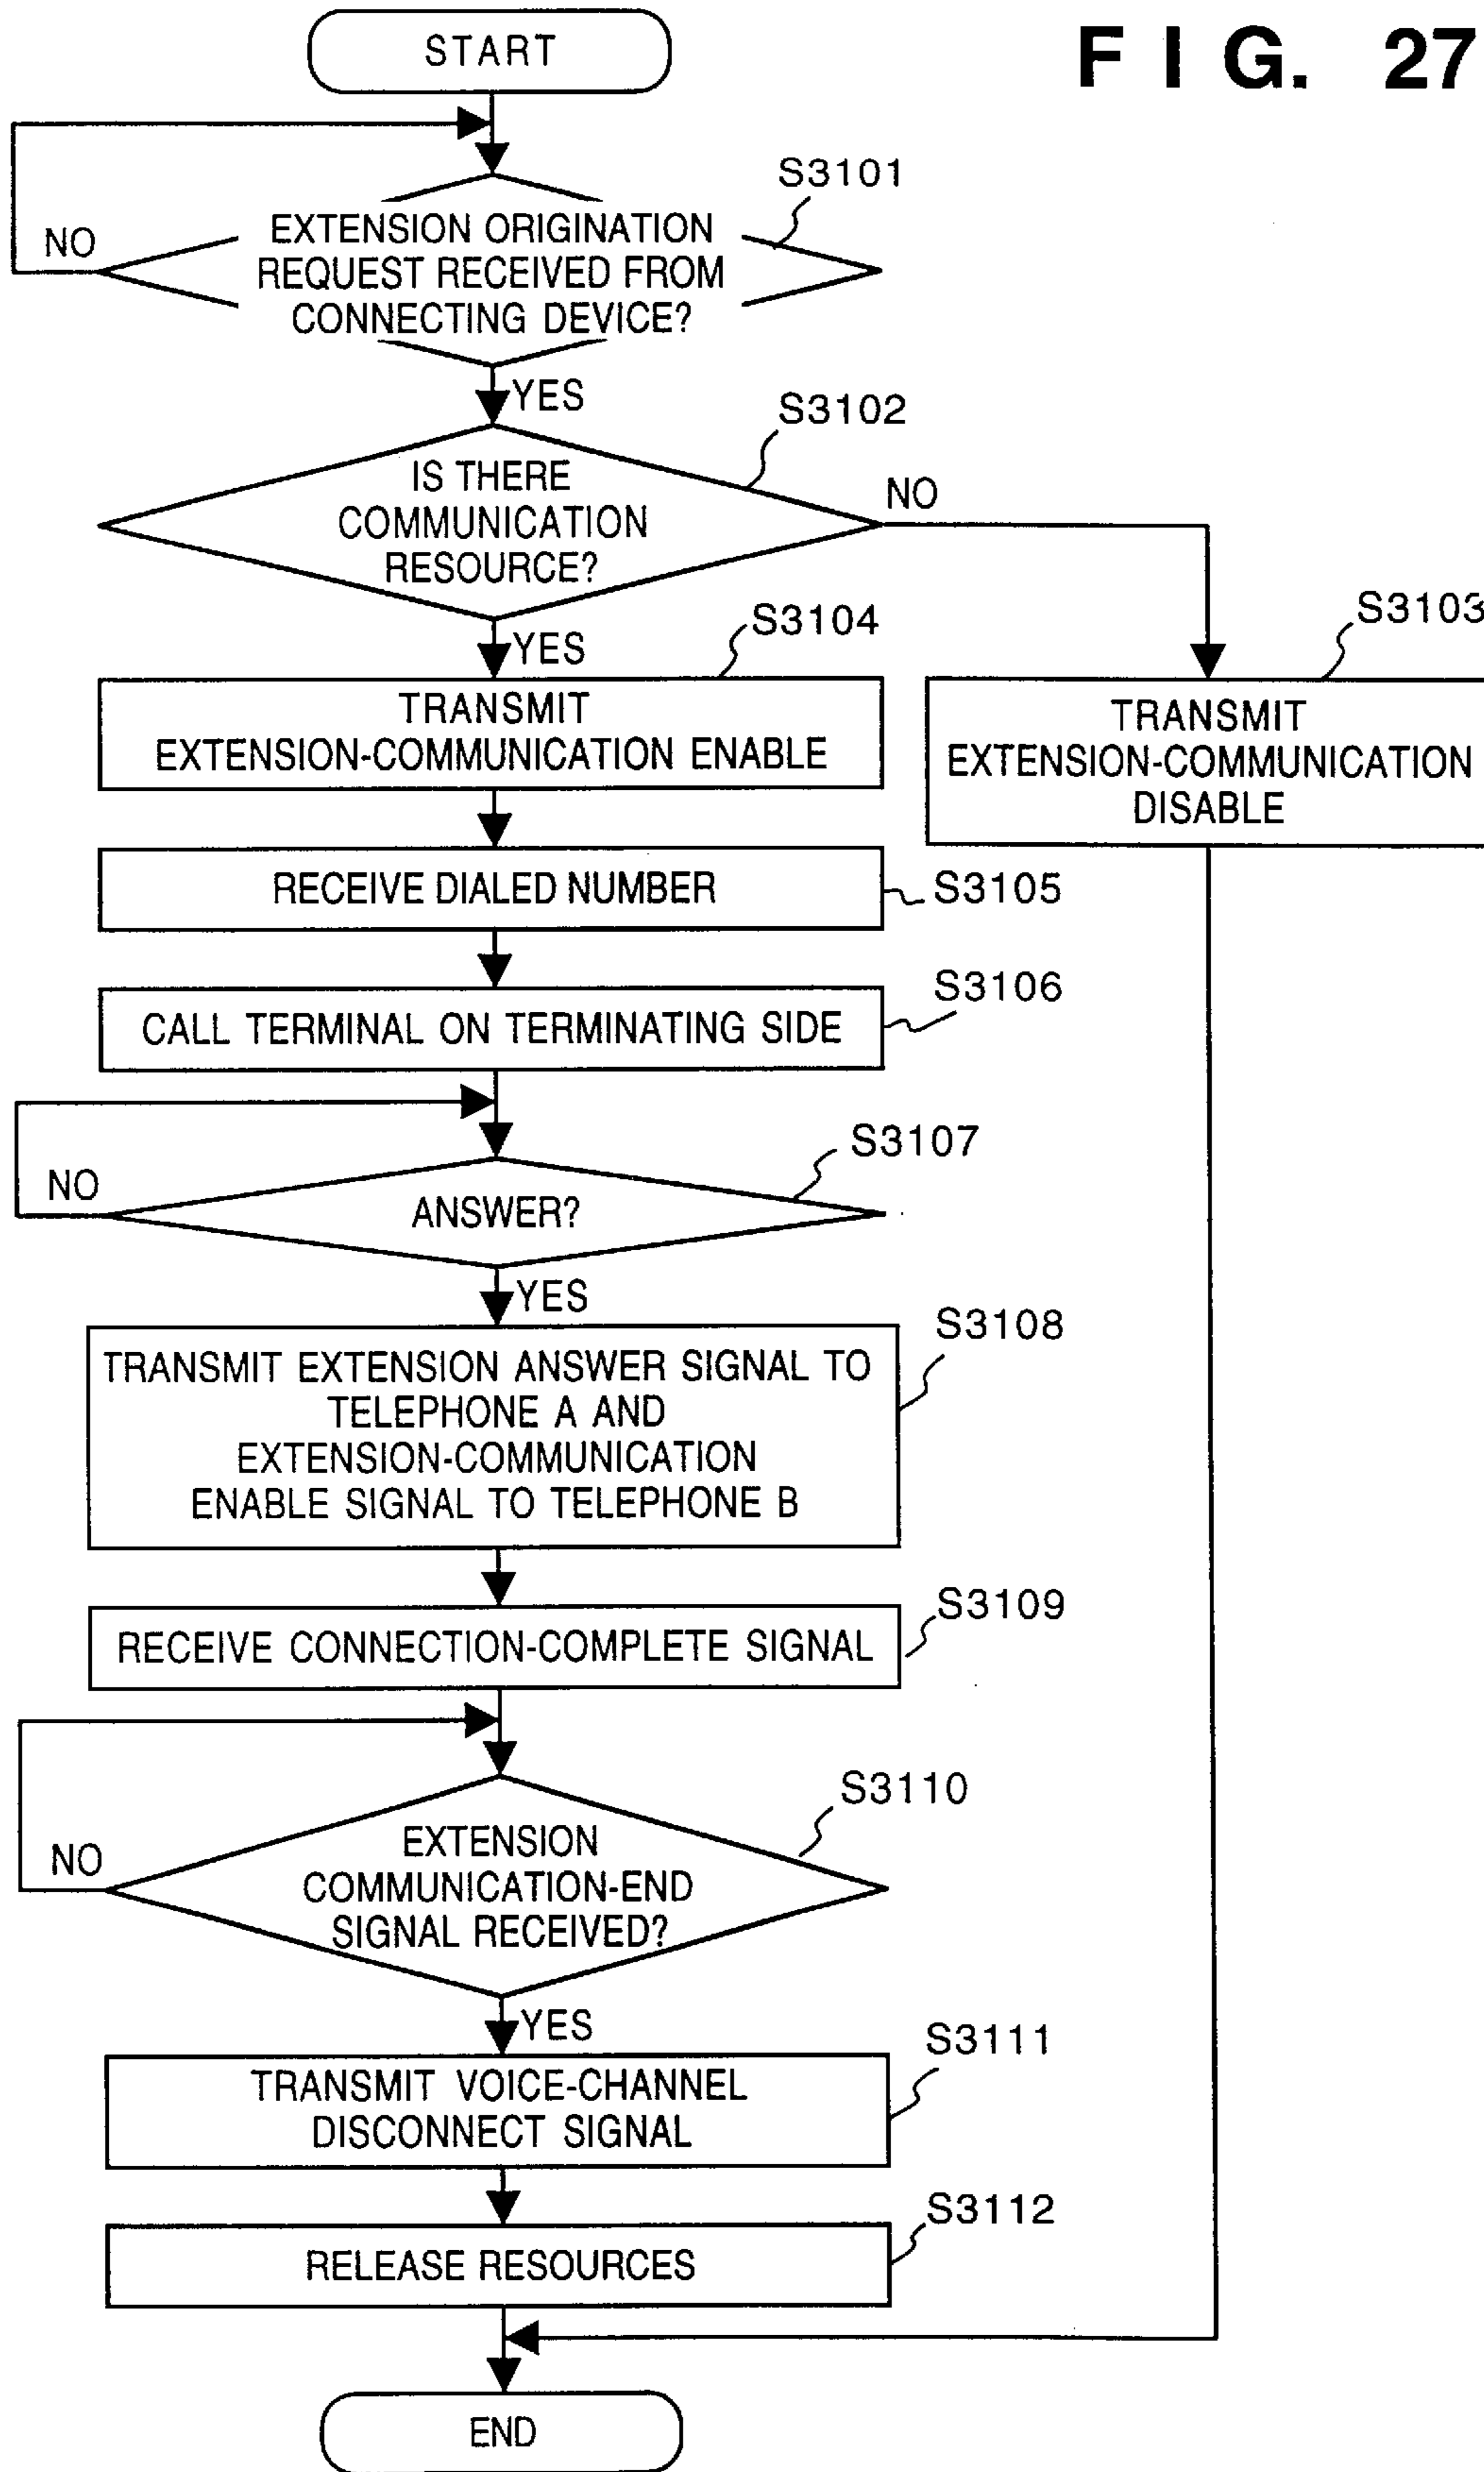 F I G. 27
START
S3101
EXTENSION ORIGINATION
REQUEST RECEIVED FROM
CONNECTING DEVICE?
NO
YES
S3102
IS THERE
COMMUNICATION
RESOURCE?
NO
YES
S3104
S3103
TRANSMIT
EXTENSION-COMMUNICATION ENABLE
TRANSMIT
EXTENSION-COMMUNICATION
DISABLE
RECEIVE DIALED NUMBER
S3105
S3106
CALL TERMINAL ON TERMINATING SIDE
S3107
NO
ANSWER?
YES
S3108
TRANSMIT EXTENSION ANSWER SIGNAL TO
TELEPHONE A AND
EXTENSION-COMMUNICATION
ENABLE SIGNAL TO TELEPHONE B
S3109
RECEIVE CONNECTION-COMPLETE SIGNAL
S3110
NO
EXTENSION
COMMUNICATION-END
SIGNAL RECEIVED?
YES
S3111
TRANSMIT VOICE-CHANNEL
DISCONNECT SIGNAL
S3112
RELEASE RESOURCES
END